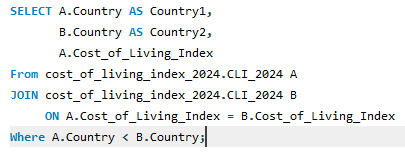 SELECT A.Country AS Country1,
B.Country AS Country2,
A.Cost_of_Living_Index
From cost_of_living_index_2024.CLI_2024 A
JOIN cost_of_living_index_2024.CLI_2024 B
ON A.Cost_of_Living_Index = B.Cost_of_Living_Index
Where A.Country < B.Country;